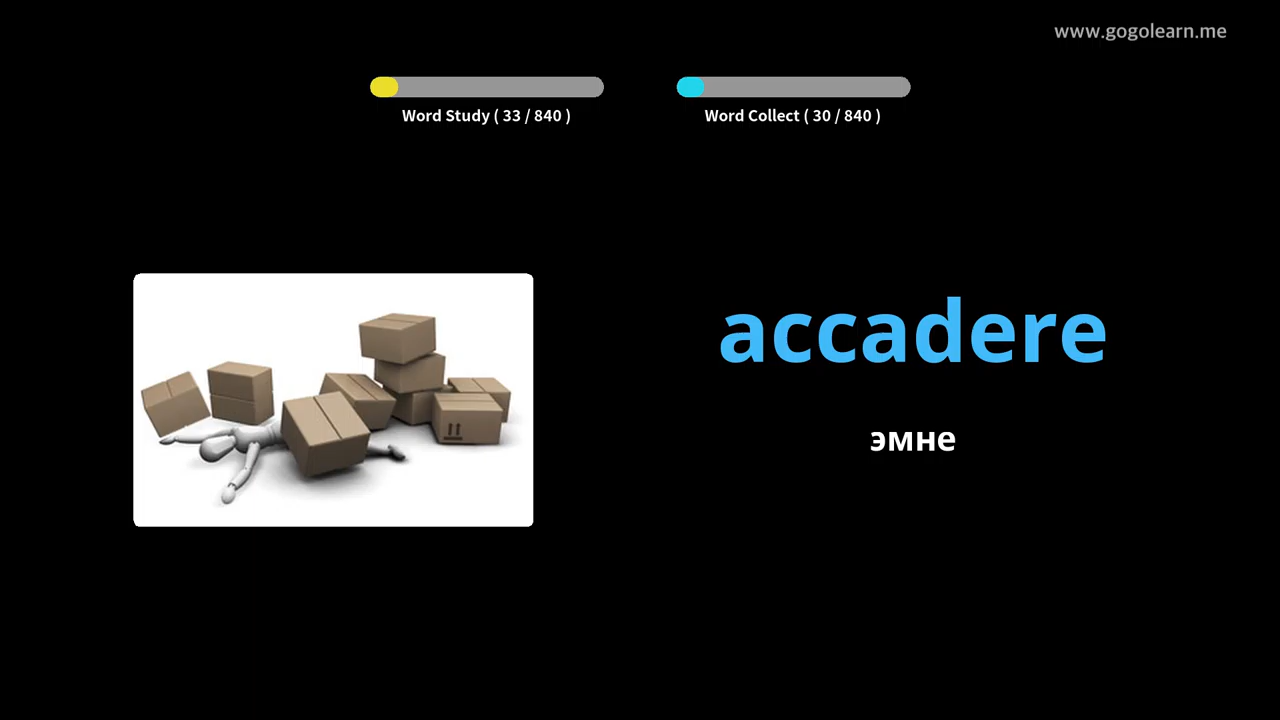 www.gogolearn.me
Word Study ( 33 / 840 )
Word Collect ( 30 / 840 )
accadere
эмне